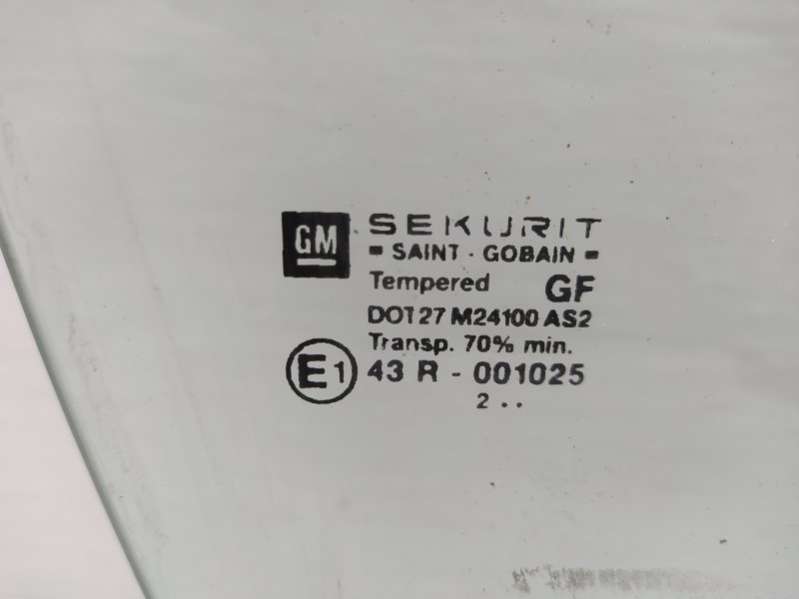 GM
SEKURIT
SAINT · GOBAIN
Tempered GF
DOT 27 M24100 AS2
Transp. 70% min.
E1 43 R - 001025
2 . .